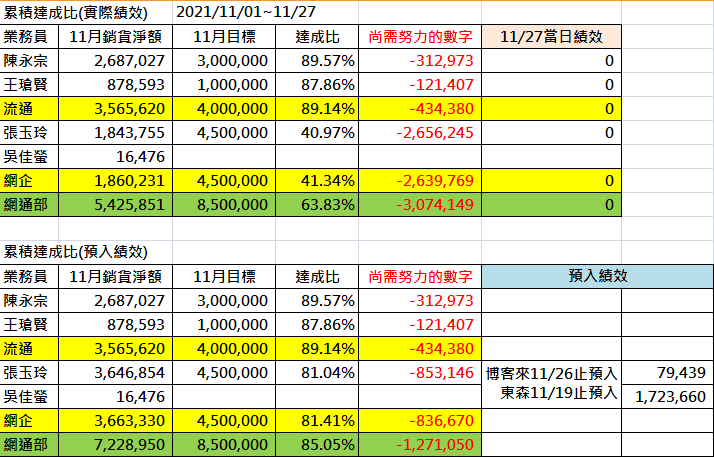 累積達成比(實際績效) 2021/11/01~11/27
業務員 11月銷貨淨額 11月目標 達成比 尚需努力的數字 11/27當日績效
陳永宗 2,687,027 3,000,000 89.57% -312,973 0
王瑲賢 878,593 1,000,000 87.86% -121,407 0
流通 3,565,620 4,000,000 89.14% -434,380 0
張玉玲 1,843,755 4,500,000 40.97% -2,656,245 0
吳佳螢 16,476
網企 1,860,231 4,500,000 41.34% -2,639,769 0
網通部 5,425,851 8,500,000 63.83% -3,074,149 0
累積達成比(預入績效)
業務員 11月銷貨淨額 11月目標 達成比 尚需努力的數字 預入績效
陳永宗 2,687,027 3,000,000 89.57% -312,973
王瑲賢 878,593 1,000,000 87.86% -121,407
流通 3,565,620 4,000,000 89.14% -434,380
張玉玲 3,646,854 4,500,000 81.04% -853,146 博客來11/26止預入 79,439
吳佳螢 16,476 東森11/19止預入 1,723,660
網企 3,663,330 4,500,000 81.41% -836,670
網通部 7,228,950 8,500,000 85.05% -1,271,050